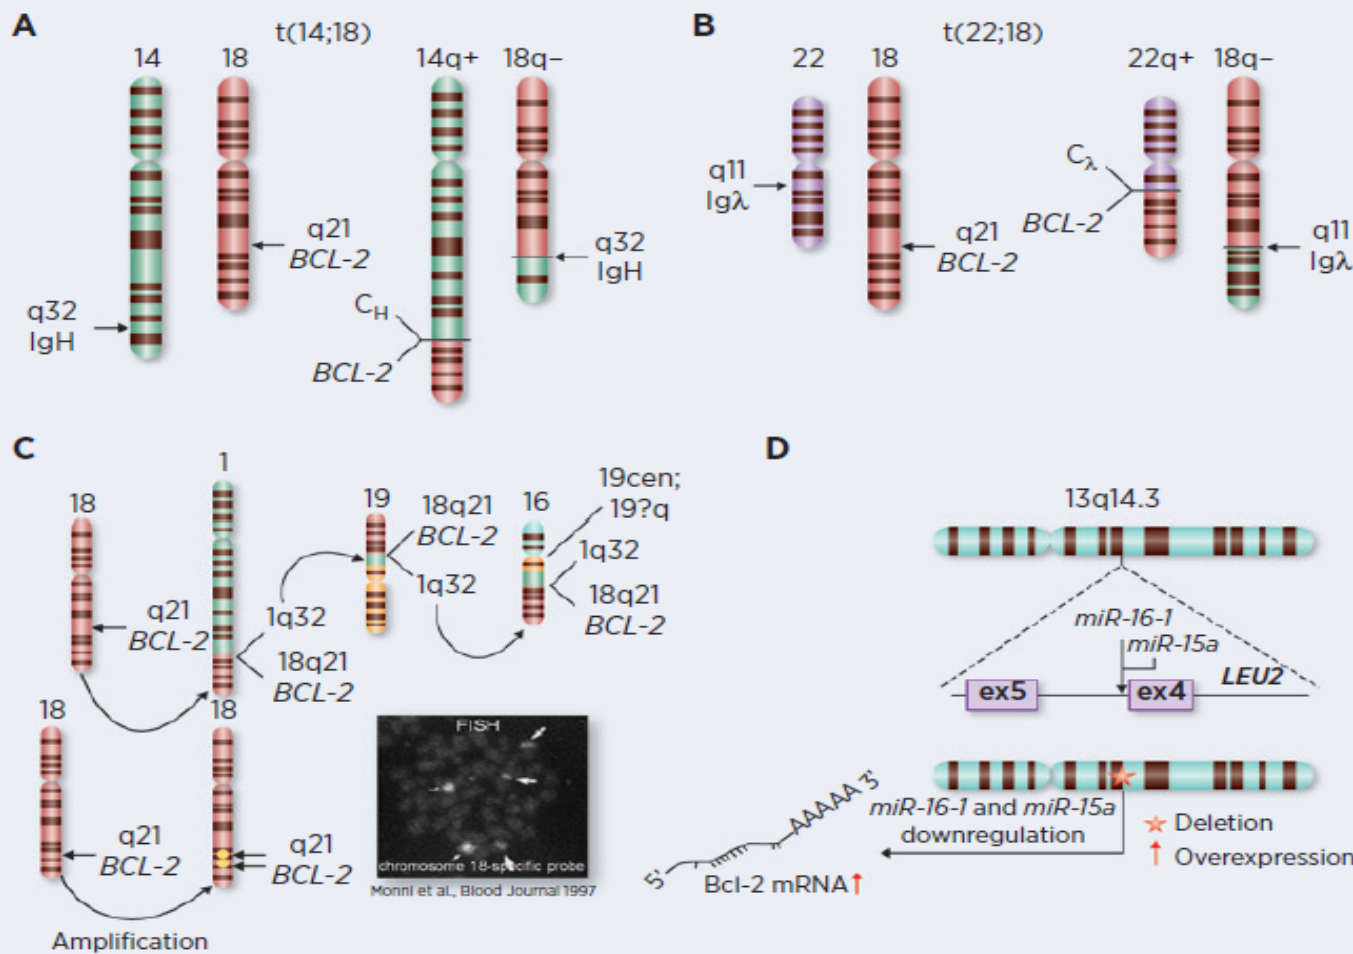 A
t(14;18)
14
18
14q+
18q–
q21
BCL-2
q32
IgH
q32
IgH
C_H
BCL-2
B
t(22;18)
22
18
22q+
18q–
q11
Igλ
q21
BCL-2
C_λ
BCL-2
q11
Igλ
C
18
1
19
16
q21
BCL-2
1q32
18q21
BCL-2
18q21
BCL-2
1q32
19cen;
19?q
1q32
18q21
BCL-2
18
18
q21
BCL-2
q21
BCL-2
Amplification
FISH
chromosome 18-specific probe
Monni et al., Blood Journal 1997
D
13q14.3
miR-16-1
miR-15a
LEU2
ex5
ex4
miR-16-1 and miR-15a
downregulation
Deletion
Overexpression
5'
AAAAA 3'
Bcl-2 mRNA↑